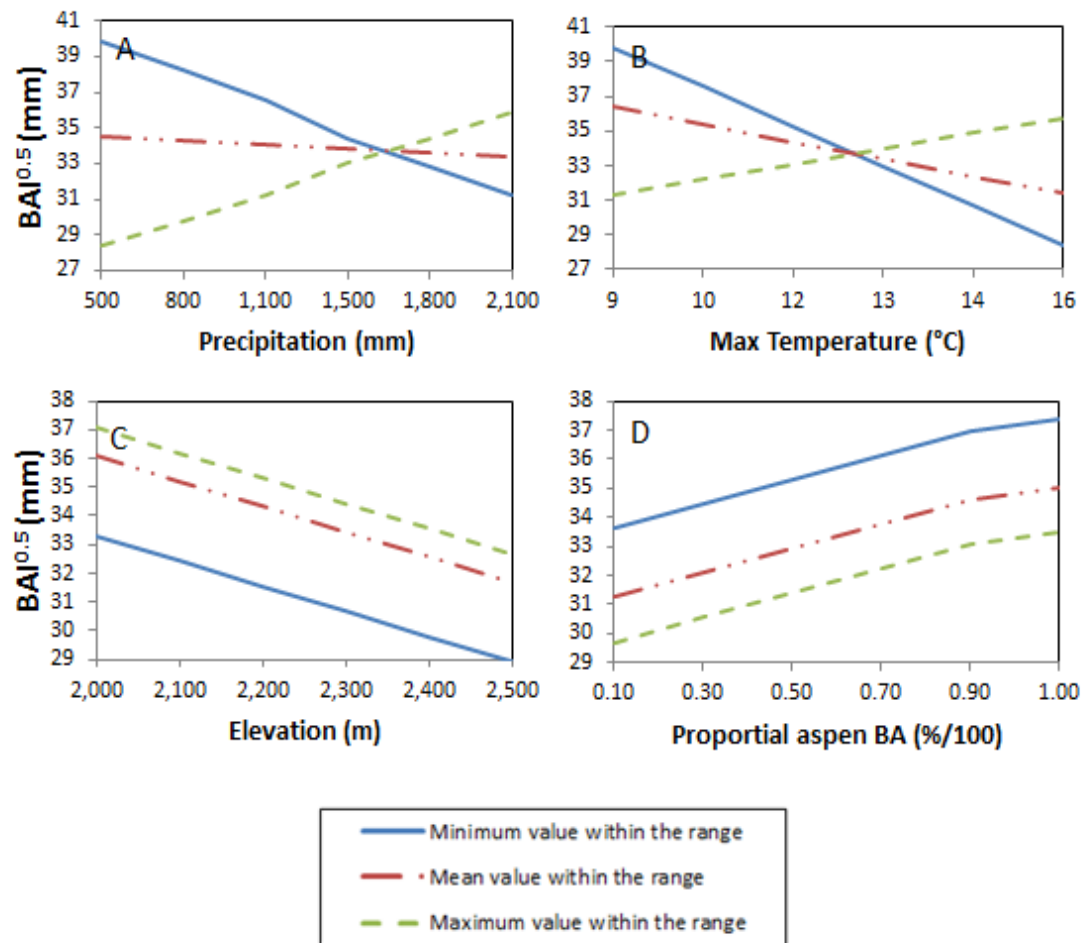 A
BAI^0.5 (mm)
41
39
37
35
33
31
29
27
500 800 1,100 1,500 1,800 2,100
Precipitation (mm)
B
41
39
37
35
33
31
29
27
9 10 12 13 14 16
Max Temperature (°C)
C
BAI^0.5 (mm)
38
37
36
35
34
33
32
31
30
29
2,000 2,100 2,200 2,300 2,400 2,500
Elevation (m)
D
38
37
36
35
34
33
32
31
30
29
0.10 0.30 0.50 0.70 0.90 1.00
Proportial aspen BA (%/100)
Minimum value within the range
Mean value within the range
Maximum value within the range